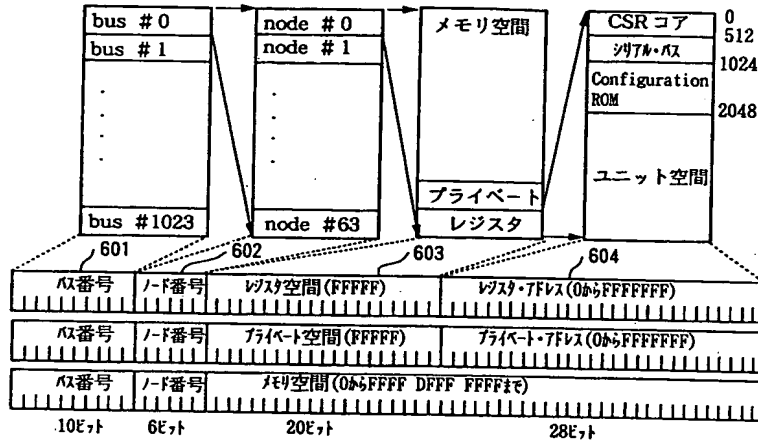 bus #0
bus #1
bus #1023
node #0
node #1
node #63
メモリ空間
プライベート
レジスタ
CSRコア
シリアル・バス
Configuration
ROM
ユニット空間
0
512
1024
2048
601
602
603
604
バス番号
ノード番号
レジスタ空間(FFFFF)
レジスタ・アドレス(0からFFFFFFF)
バス番号
ノード番号
プライベート空間(FFFFF)
プライベート・アドレス(0からFFFFFFF)
バス番号
ノード番号
メモリ空間(0からFFFF DFFF FFFFまで)
10ビット
6ビット
20ビット
28ビット